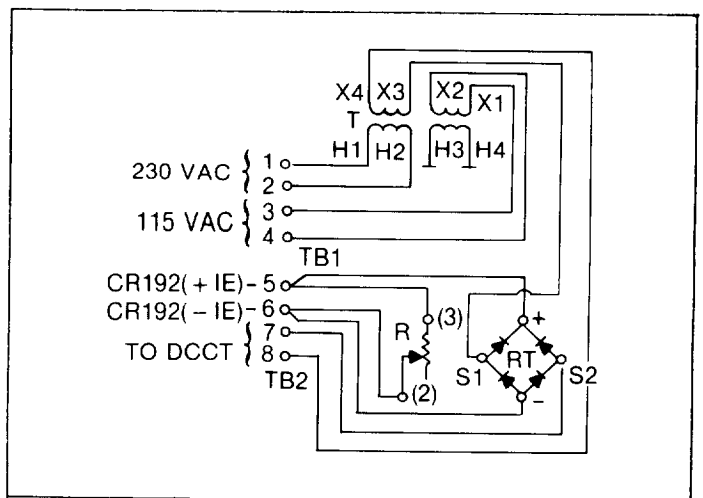 X4 X3 X2 X1
T
H1 H2 H3 H4
230 VAC { 1
2
115 VAC { 3
4
TB1
CR192(+ IE)- 5
CR192(− IE)- 6
TO DCCT { 7
8
TB2
R (3)
(2)
+
S1 RT S2
−